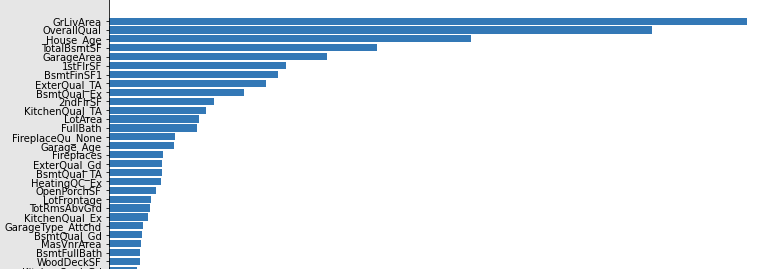 GrLivArea
OverallQual
House_Age
TotalBsmtSF
GarageArea
1stFlrSF
BsmtFinSF1
ExterQual_TA
BsmtQual_Ex
2ndFlrSF
KitchenQual_TA
LotArea
FullBath
FireplaceQu_None
Garage_Age
Fireplaces
ExterQual_Gd
BsmtQual_TA
HeatingQC_Ex
OpenPorchSF
LotFrontage
TotRmsAbvGrd
KitchenQual_Ex
GarageType_Attchd
BsmtQual_Gd
MasVnrArea
BsmtFullBath
WoodDeckSF